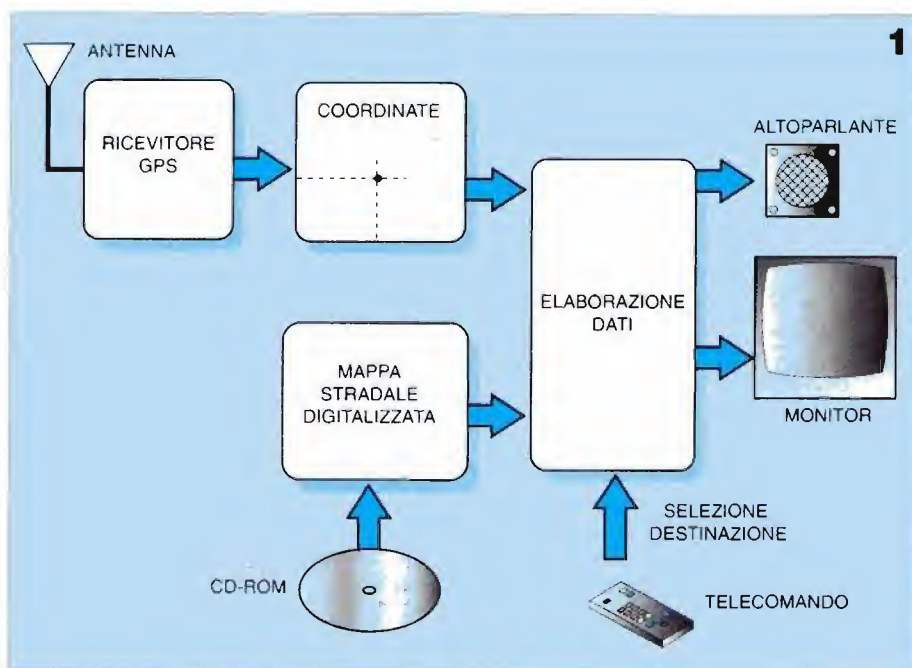 1
ANTENNA
RICEVITORE
GPS
COORDINATE
ALTOPARLANTE
ELABORAZIONE
DATI
MAPPA
STRADALE
DIGITALIZZATA
MONITOR
SELEZIONE
DESTINAZIONE
CD-ROM
TELECOMANDO